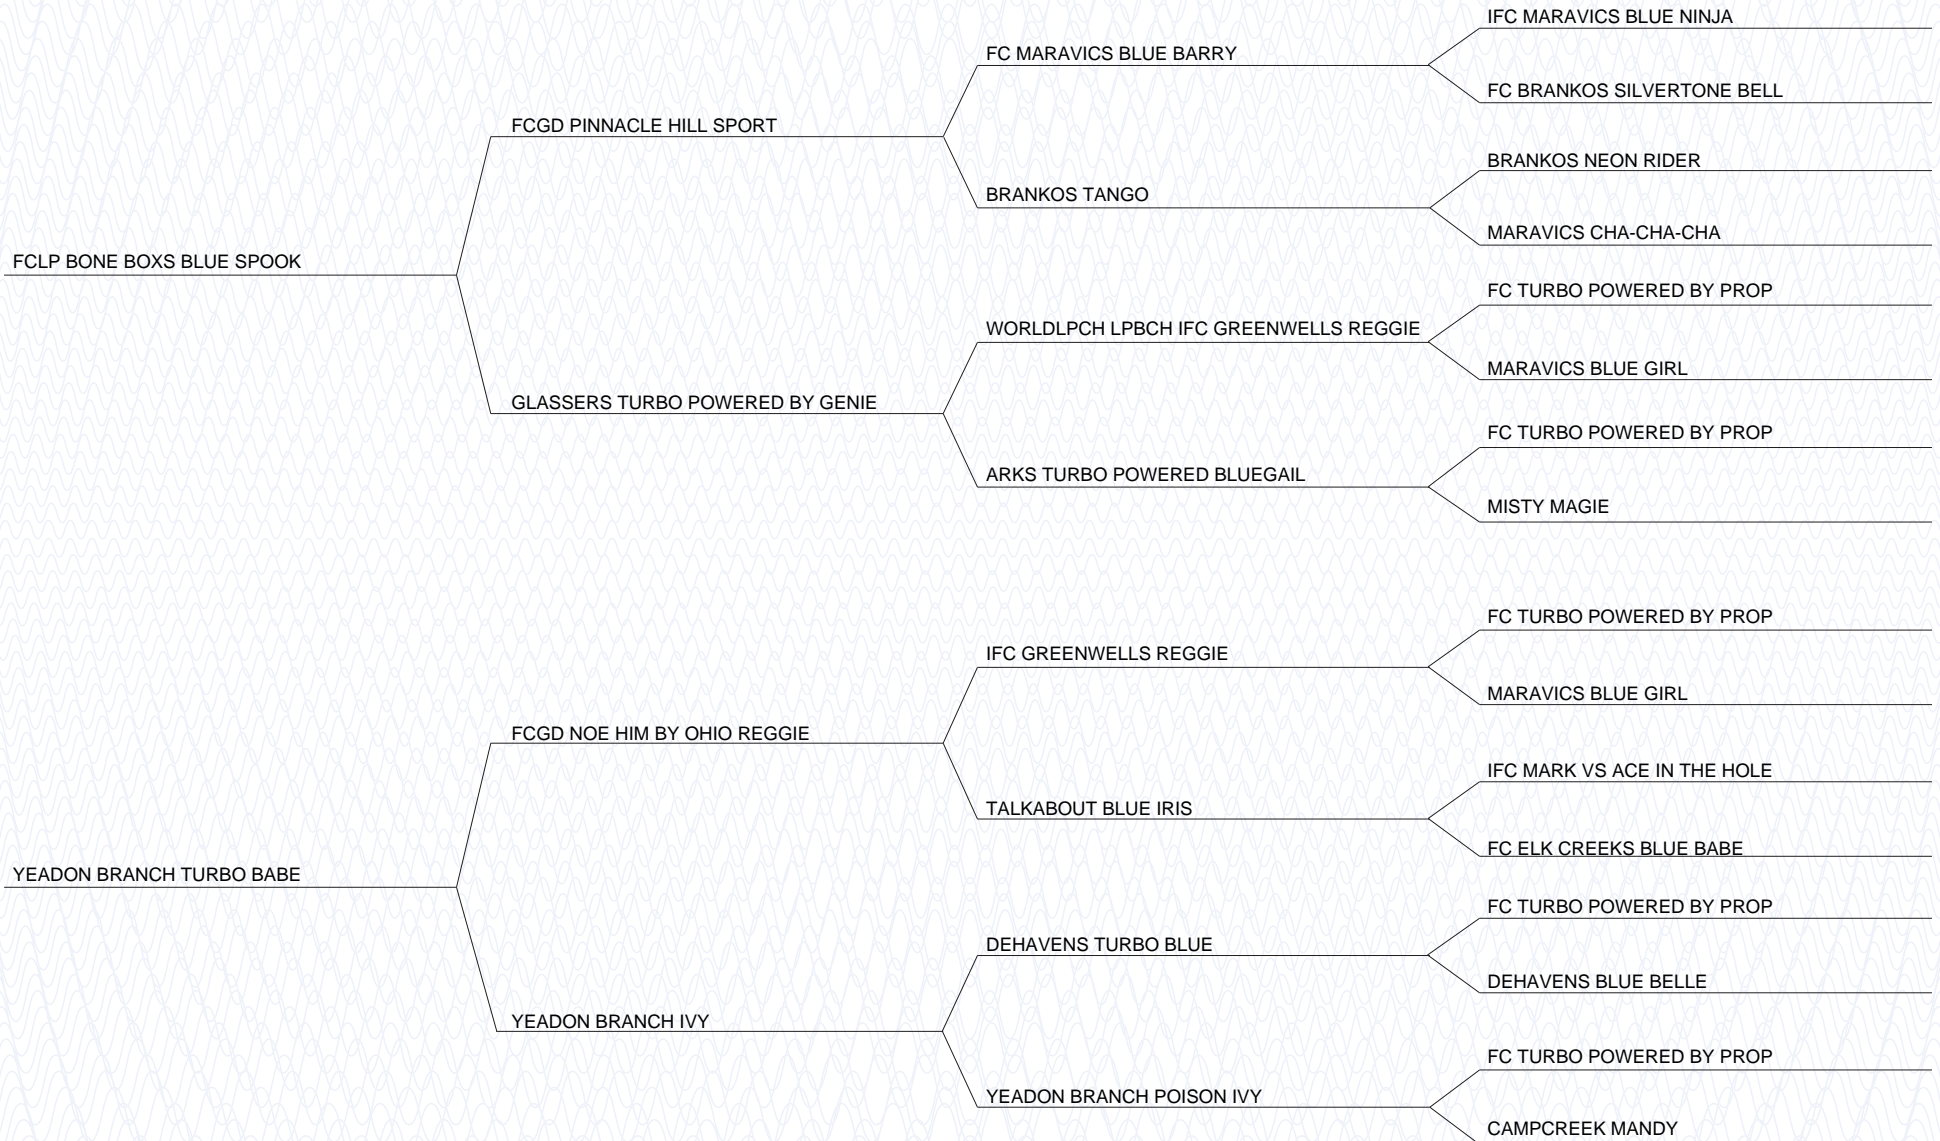 IFC MARAVICS BLUE NINJA
FC MARAVICS BLUE BARRY
FC BRANKOS SILVERTONE BELL
FCGD PINNACLE HILL SPORT
BRANKOS NEON RIDER
BRANKOS TANGO
MARAVICS CHA-CHA-CHA
FCLP BONE BOXS BLUE SPOOK
FC TURBO POWERED BY PROP
WORLDLPCH LPBCH IFC GREENWELLS REGGIE
MARAVICS BLUE GIRL
GLASSERS TURBO POWERED BY GENIE
FC TURBO POWERED BY PROP
ARKS TURBO POWERED BLUEGAIL
MISTY MAGIE
FC TURBO POWERED BY PROP
IFC GREENWELLS REGGIE
MARAVICS BLUE GIRL
FCGD NOE HIM BY OHIO REGGIE
IFC MARK VS ACE IN THE HOLE
TALKABOUT BLUE IRIS
FC ELK CREEKS BLUE BABE
YEADON BRANCH TURBO BABE
FC TURBO POWERED BY PROP
DEHAVENS TURBO BLUE
DEHAVENS BLUE BELLE
YEADON BRANCH IVY
FC TURBO POWERED BY PROP
YEADON BRANCH POISON IVY
CAMPCREEK MANDY